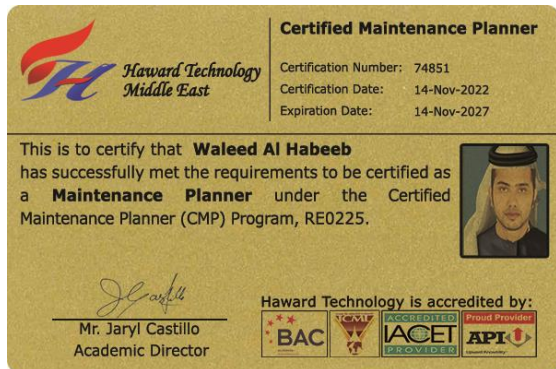 Haward Technology
Middle East
Certified Maintenance Planner
Certification Number: 74851
Certification Date: 14-Nov-2022
Expiration Date: 14-Nov-2027
This is to certify that Waleed Al Habeeb
has successfully met the requirements to be certified as
a Maintenance Planner under the Certified
Maintenance Planner (CMP) Program, RE0225.
Mr. Jaryl Castillo
Academic Director
Haward Technology is accredited by:
BAC
TCMI
ACCREDITED
IACET
PROVIDER
Proud Provider
API